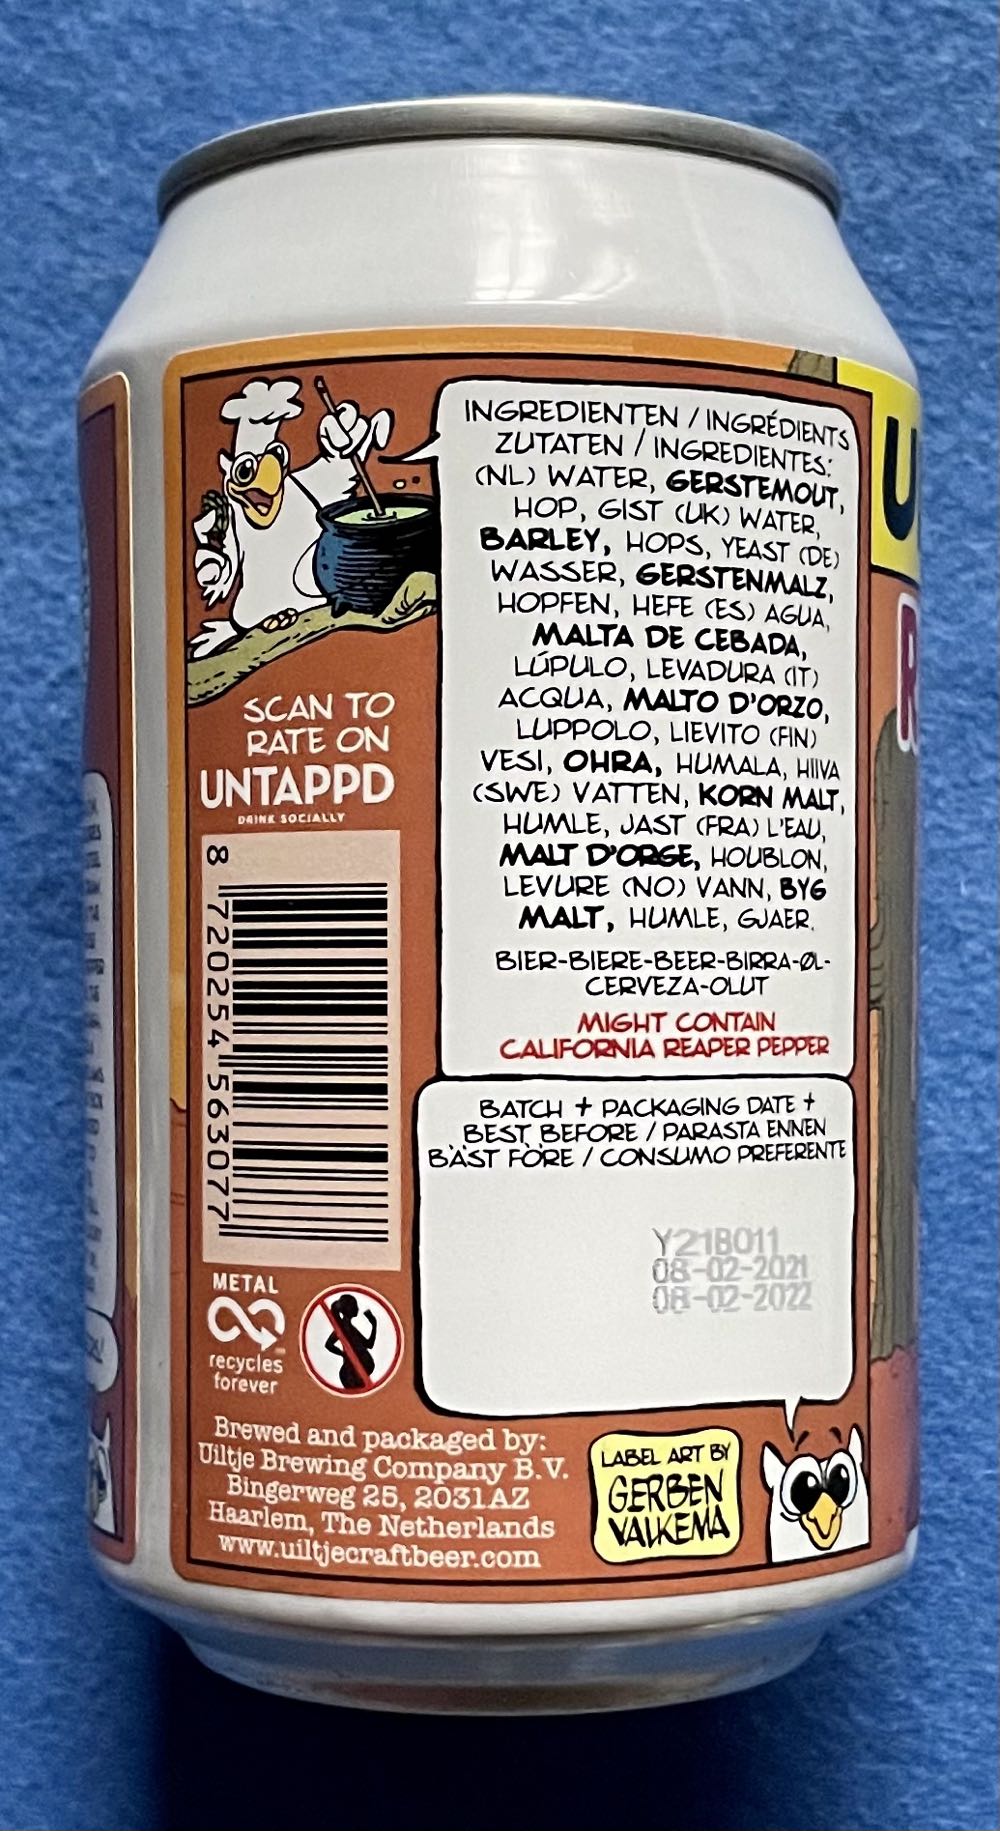 INGREDIENTEN / INGRÉDIENTS
ZUTATEN / INGREDIENTES:
(NL) WATER, GERSTEMOUT,
HOP, GIST (UK) WATER,
BARLEY, HOPS, YEAST (DE)
WASSER, GERSTENMALZ,
HOPFEN, HEFE (ES) AGUA,
MALTA DE CEBADA,
LÚPULO, LEVADURA (IT)
ACQUA, MALTO D'ORZO,
LUPPOLO, LIEVITO (FIN)
VESI, OHRA, HUMALA, HIIVA
(SWE) VATTEN, KORN MALT,
HUMLE, JAST (FRA) L'EAU,
MALT D'ORGE, HOUBLON,
LEVURE (NO) VANN, BYG
MALT, HUMLE, GJAER.
BIER-BIERE-BEER-BIRRA-ØL-
CERVEZA-OLUT
MIGHT CONTAIN
CALIFORNIA REAPER PEPPER
SCAN TO
RATE ON
UNTAPPD
DRINK SOCIALLY
8 720254 563077
BATCH + PACKAGING DATE +
BEST BEFORE / PARASTA ENNEN
BÄST FÖRE / CONSUMO PREFERENTE
Y21B011
08-02-2021
08-02-2022
METAL
recycles
forever
Brewed and packaged by:
Uiltje Brewing Company B.V.
Bingerweg 25, 2031AZ
Haarlem, The Netherlands
www.uiltjecraftbeer.com
LABEL ART BY
GERBEN
VALKEMA